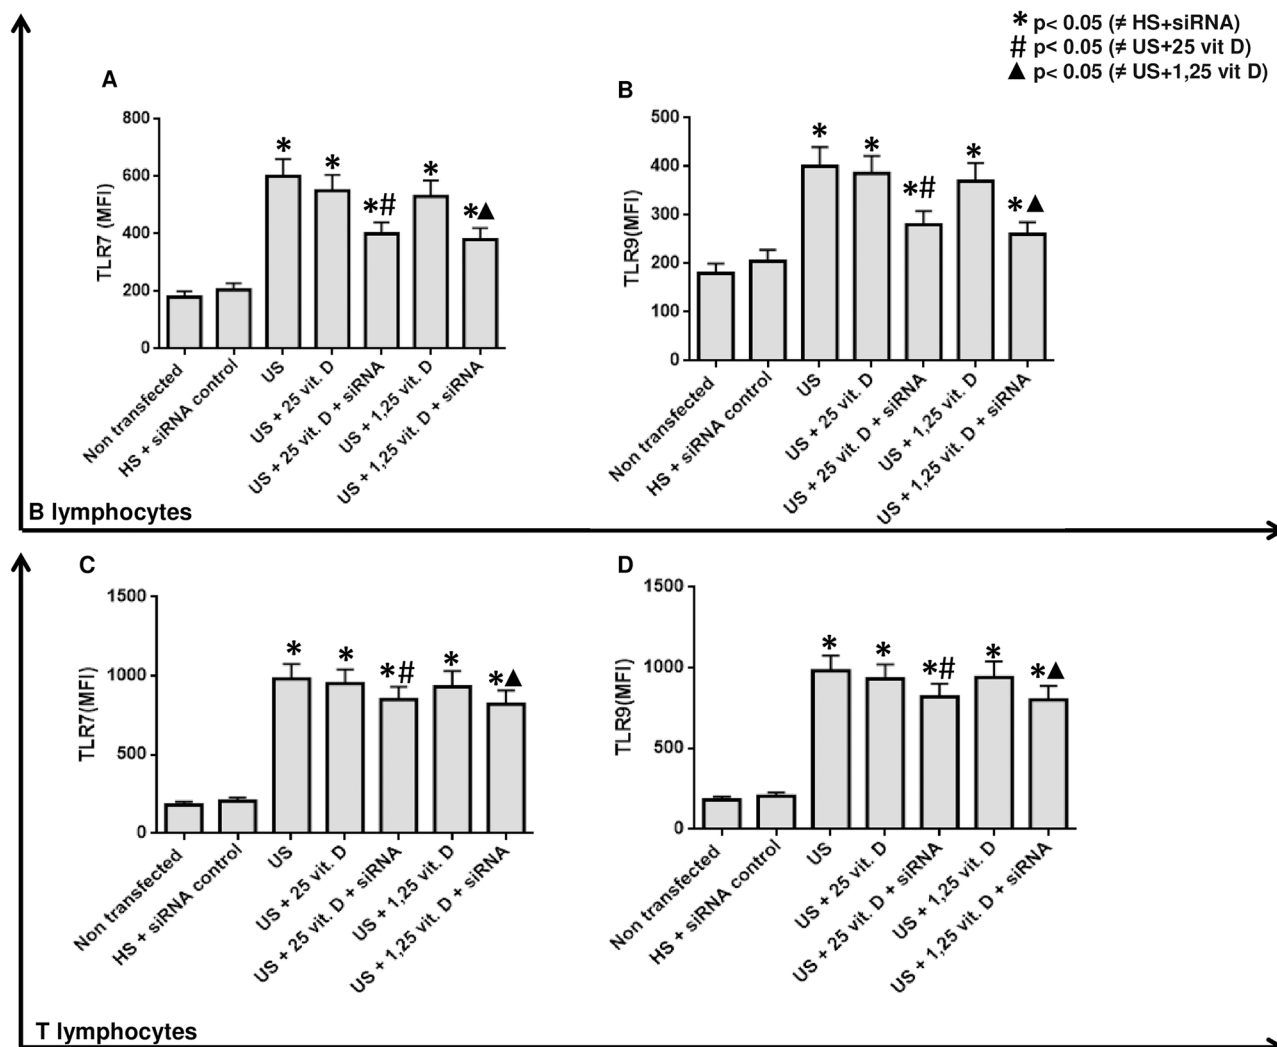 * p< 0.05 (≠ HS+siRNA)
# p< 0.05 (≠ US+25 vit D)
▲ p< 0.05 (≠ US+1,25 vit D)
A
TLR7 (MFI)
800
600
400
200
0
* * *# * *▲
Non transfected
HS + siRNA control
US
US + 25 vit. D
US + 25 vit. D + siRNA
US + 1,25 vit. D
US + 1,25 vit. D + siRNA
B
TLR9(MFI)
500
400
300
200
100
0
* * *# * *▲
Non transfected
HS + siRNA control
US
US + 25 vit. D
US + 25 vit. D + siRNA
US + 1,25 vit. D
US + 1,25 vit. D + siRNA
B lymphocytes
C
TLR7(MFI)
1500
1000
500
0
* * *# * *▲
Non transfected
HS + siRNA control
US
US + 25 vit. D
US + 25 vit. D + siRNA
US + 1,25 vit. D
US + 1,25 vit. D + siRNA
D
TLR9(MFI)
1500
1000
500
0
* * *# * *▲
Non transfected
HS + siRNA control
US
US + 25 vit. D
US + 25 vit. D + siRNA
US + 1,25 vit. D
US + 1,25 vit. D + siRNA
T lymphocytes